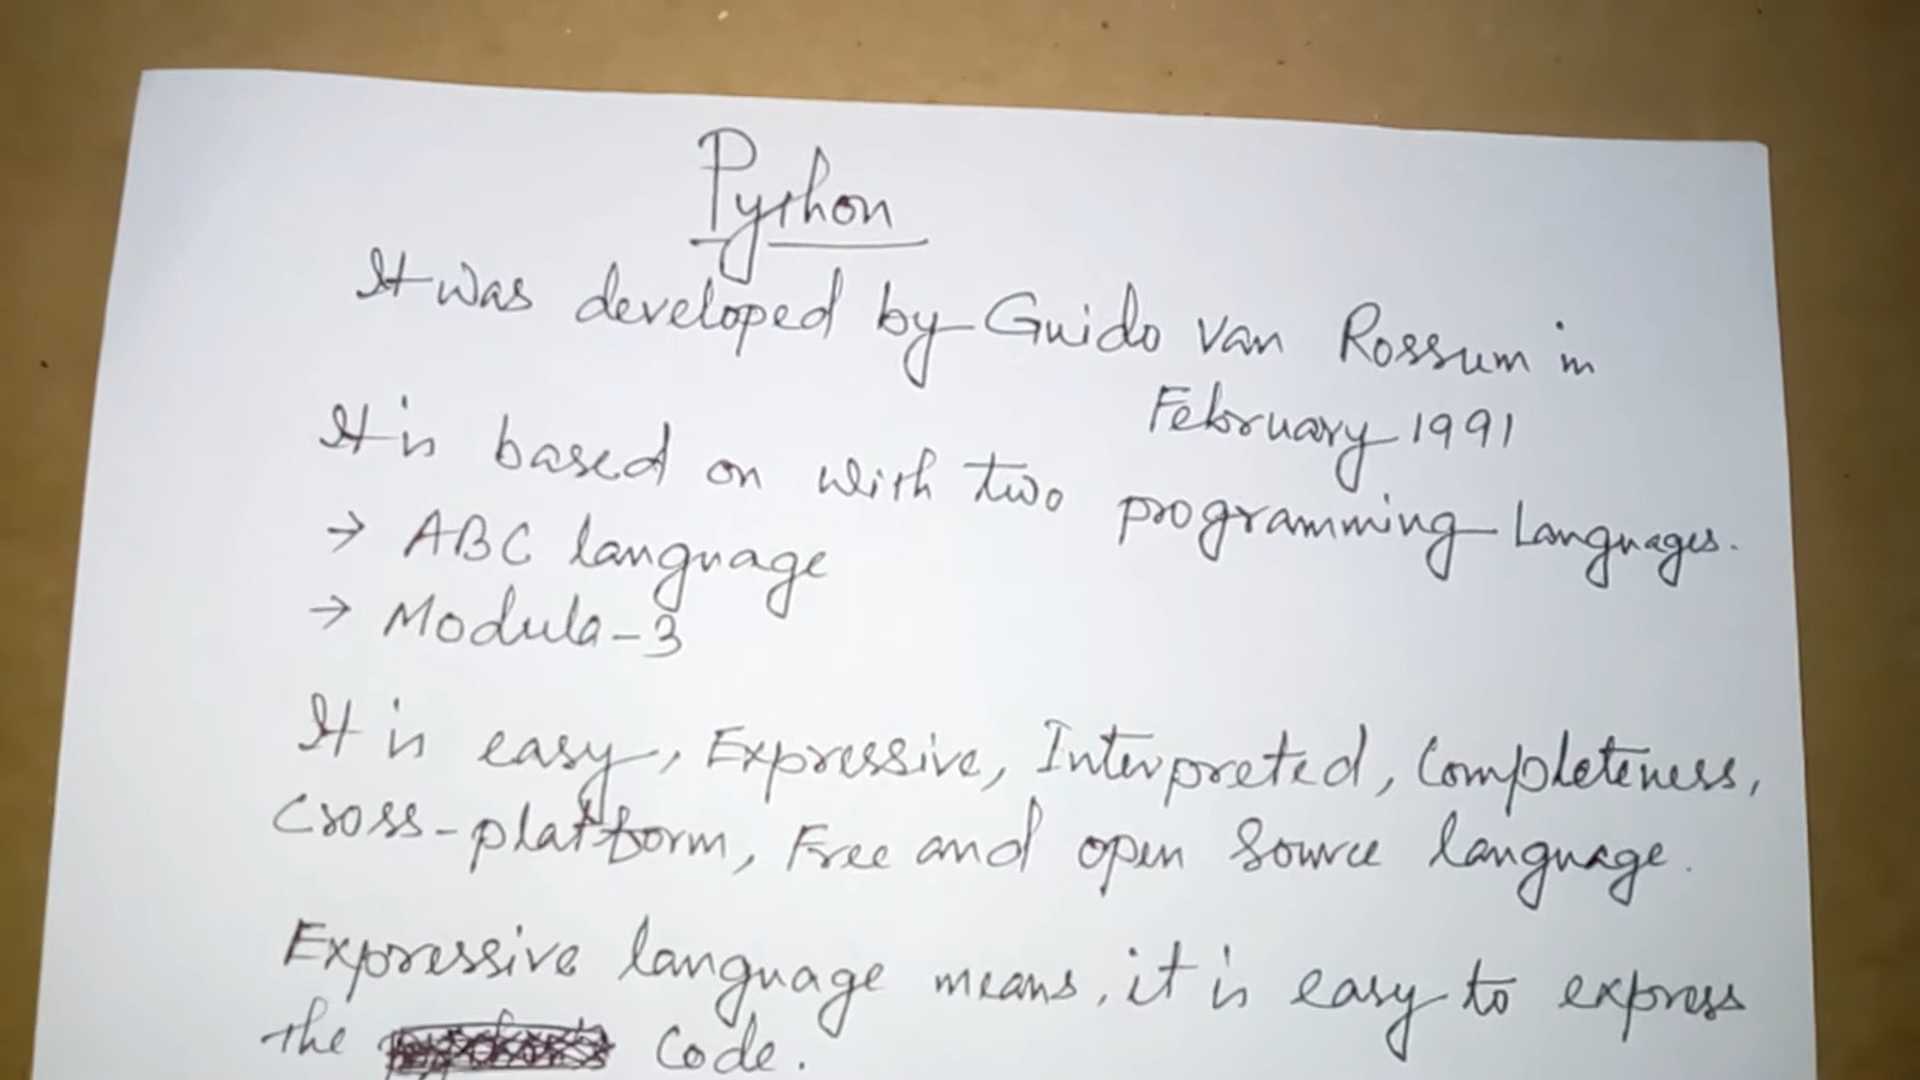 Python
It was developed by Guido van Rossum in
February 1991
It is based on with two programming Languages.
→ ABC language
→ Modula-3
It is easy, Expressive, Interpreted, Completeness,
Cross-platform, Free and open source language.
Expressive language means, it is easy to express
the Code.